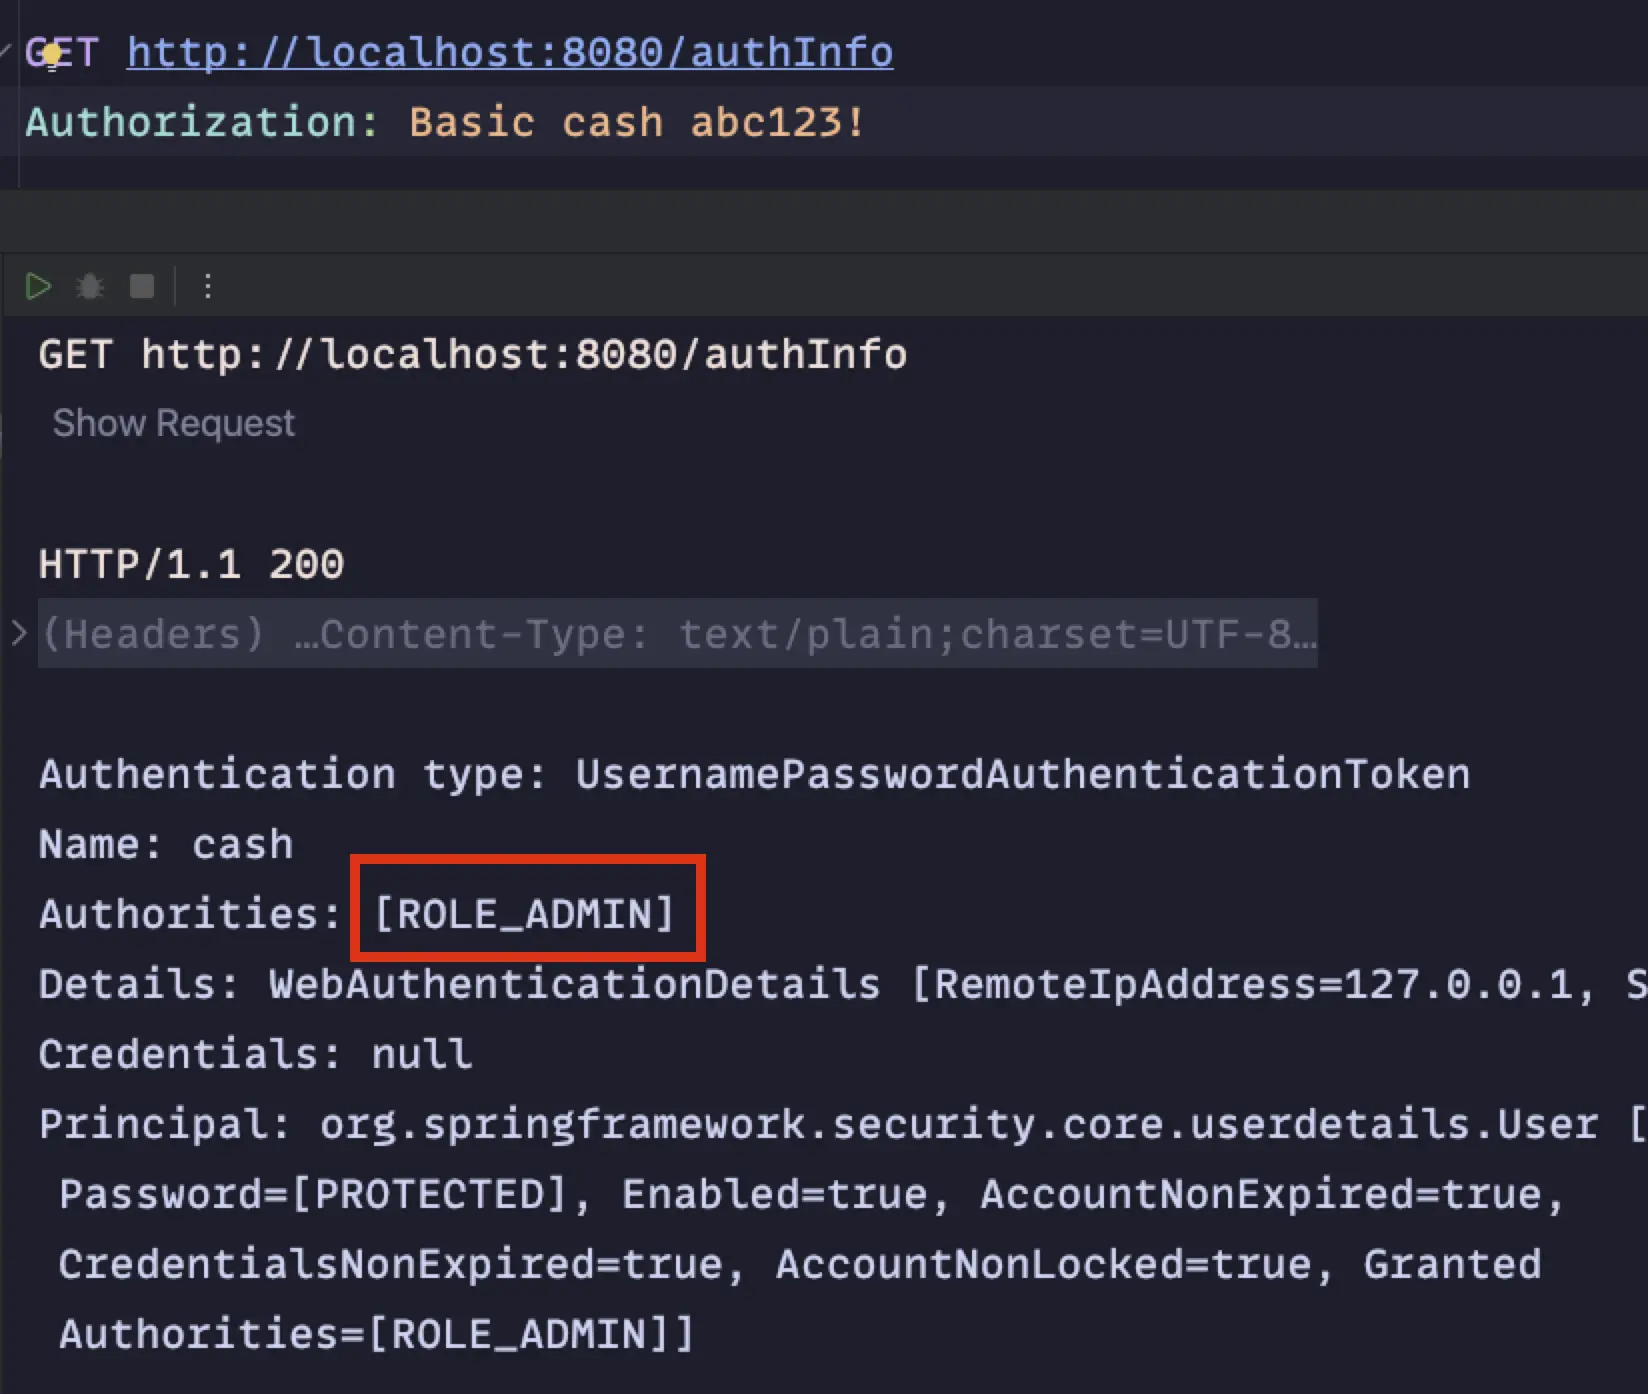 GET http://localhost:8080/authInfo
Authorization: Basic cash abc123!
GET http://localhost:8080/authInfo
Show Request
HTTP/1.1 200
(Headers) …Content-Type: text/plain;charset=UTF-8…
Authentication type: UsernamePasswordAuthenticationToken
Name: cash
Authorities: [ROLE_ADMIN]
Details: WebAuthenticationDetails [RemoteIpAddress=127.0.0.1, S
Credentials: null
Principal: org.springframework.security.core.userdetails.User [
Password=[PROTECTED], Enabled=true, AccountNonExpired=true,
CredentialsNonExpired=true, AccountNonLocked=true, Granted
Authorities=[ROLE_ADMIN]]